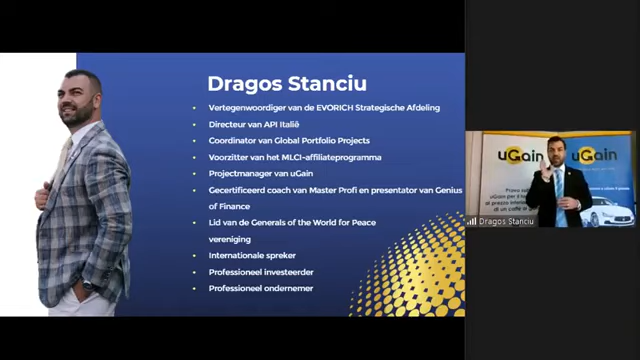 Dragos Stanciu
Vertegenwoordiger van de EVORICH Strategische Afdeling
Directeur van API Italië
Coordinator van Global Portfolio Projects
Voorzitter van het MLCI-affiliateprogramma
Projectmanager van uGain
Gecertificeerd coach van Master Profi en presentator van Genius
of Finance
Lid van de Generals of the World for Peace
vereniging
Internationale spreker
Professioneel investeerder
Professioneel ondernemer
uGain
uGain
Dragos Stanciu